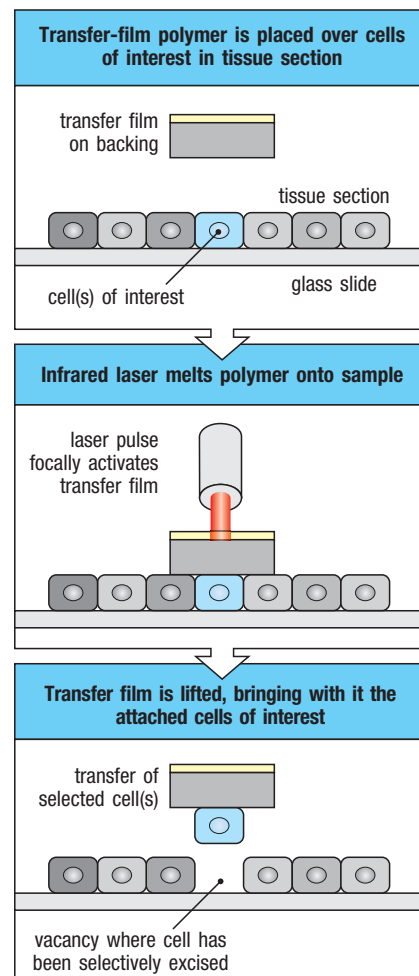 Transfer-film polymer is placed over cells
of interest in tissue section
transfer film
on backing
tissue section
cell(s) of interest
glass slide
Infrared laser melts polymer onto sample
laser pulse
focally activates
transfer film
Transfer film is lifted, bringing with it the
attached cells of interest
transfer of
selected cell(s)
vacancy where cell has
been selectively excised